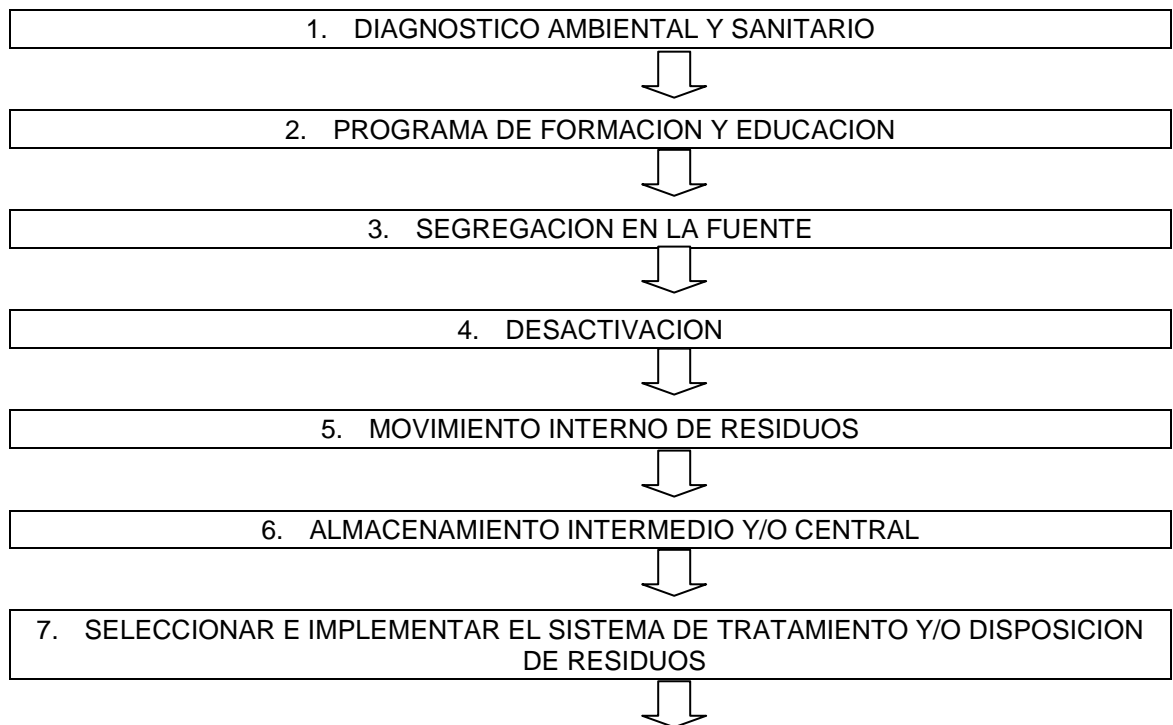 1. DIAGNOSTICO AMBIENTAL Y SANITARIO
2. PROGRAMA DE FORMACION Y EDUCACION
3. SEGREGACION EN LA FUENTE
4. DESACTIVACION
5. MOVIMIENTO INTERNO DE RESIDUOS
6. ALMACENAMIENTO INTERMEDIO Y/O CENTRAL
7. SELECCIONAR E IMPLEMENTAR EL SISTEMA DE TRATAMIENTO Y/O DISPOSICION
DE RESIDUOS